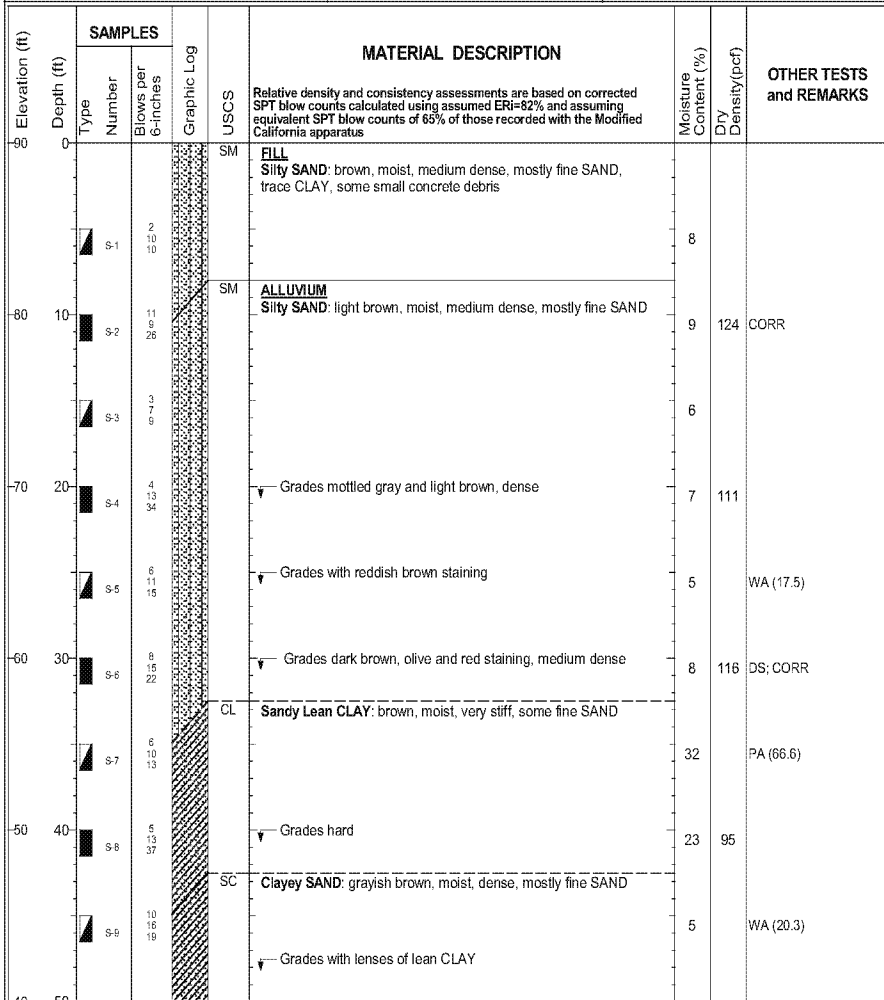 SAMPLES
Elevation (ft)
Depth (ft)
Type
Number
Blows per
6-inches
Graphic Log
USCS
MATERIAL DESCRIPTION
Relative density and consistency assessments are based on corrected
SPT blow counts calculated using assumed ERi=82% and assuming
equivalent SPT blow counts of 65% of those recorded with the Modified
California apparatus
Moisture
Content (%)
Dry
Density(pcf)
OTHER TESTS
and REMARKS
90 0
SM FILL
Silty SAND: brown, moist, medium dense, mostly fine SAND,
trace CLAY, some small concrete debris
2
S-1 10 8
10
SM ALLUVIUM
Silty SAND: light brown, moist, medium dense, mostly fine SAND
80 10 11
S-2 9 9 124 CORR
26
3
S-3 7 6
9
70 20 4 Grades mottled gray and light brown, dense
S-4 13 7 111
34
6 Grades with reddish brown staining
S-5 11 5 WA (17.5)
15
60 30 8 Grades dark brown, olive and red staining, medium dense
S-6 15 8 116 DS; CORR
22
CL Sandy Lean CLAY: brown, moist, very stiff, some fine SAND
6
S-7 10 32 PA (66.6)
13
50 40 5 Grades hard
S-8 13 23 95
37
SC Clayey SAND: grayish brown, moist, dense, mostly fine SAND
10
S-9 16 5 WA (20.3)
19
Grades with lenses of lean CLAY
40 50